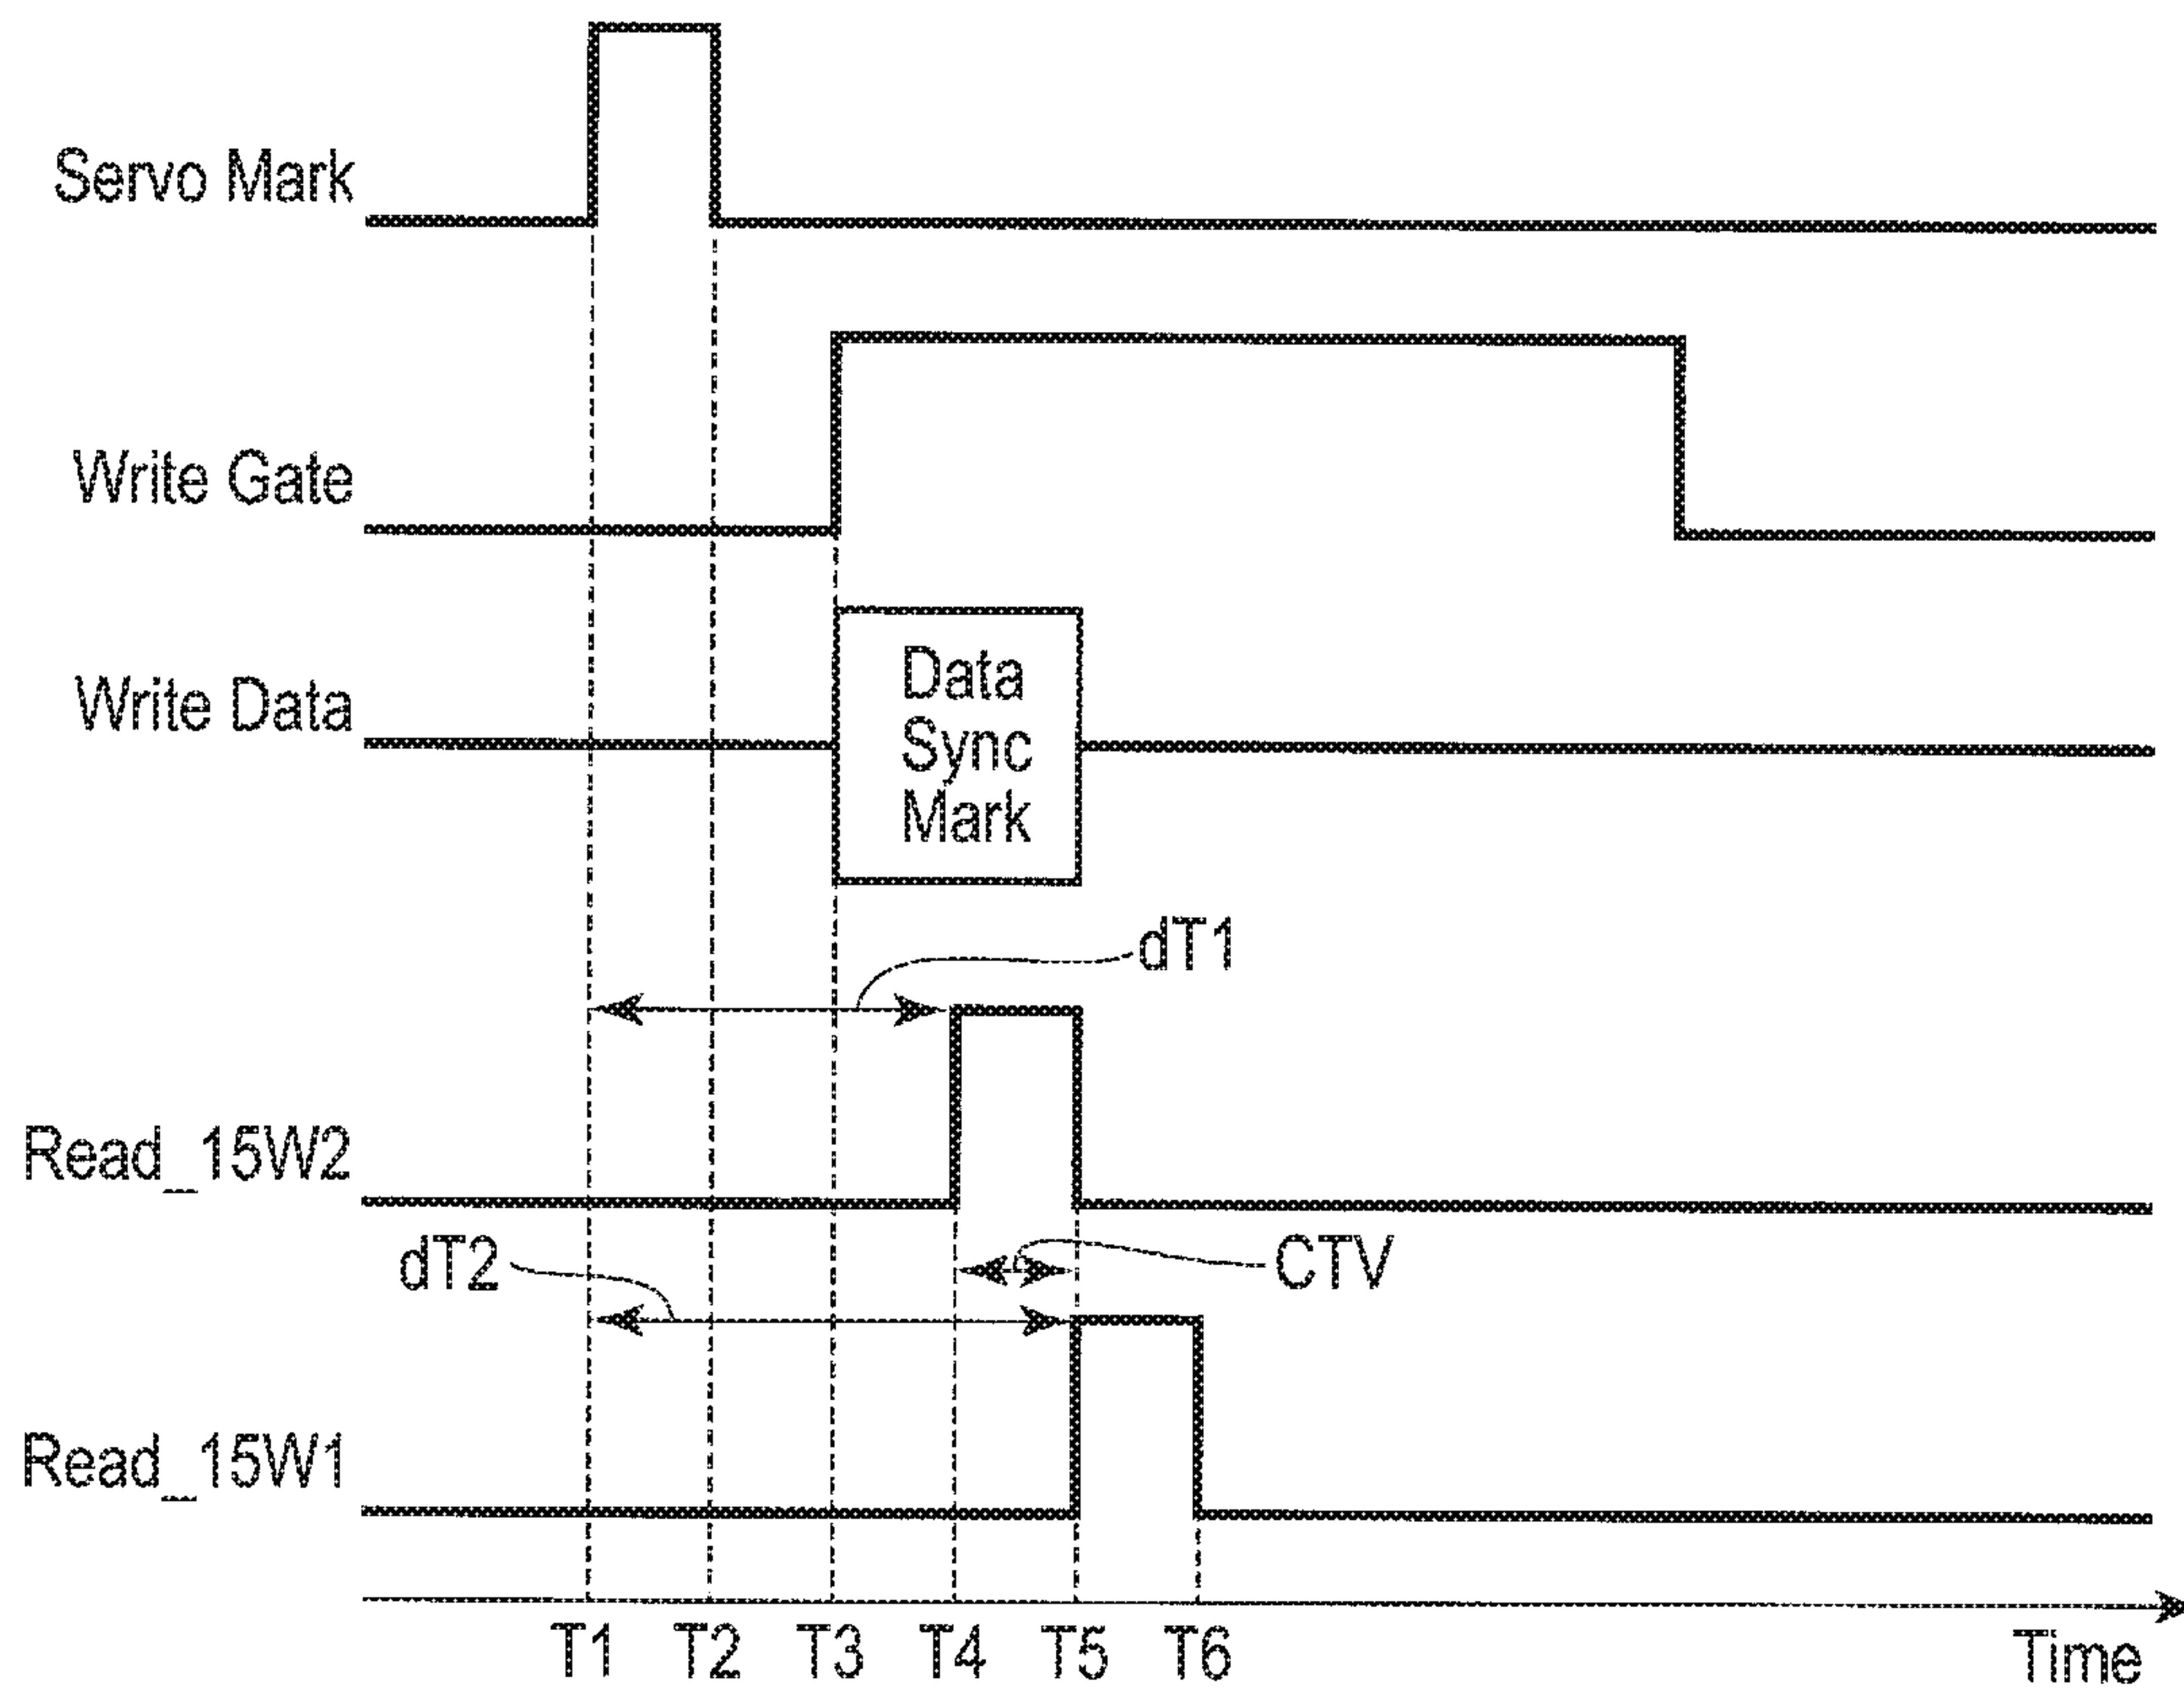 Servo Mark
Write Gate
Write Data
Data
Sync
Mark
dT1
Read_15W2
dT2
CTV
Read_15W1
T1 T2 T3 T4 T5 T6 Time